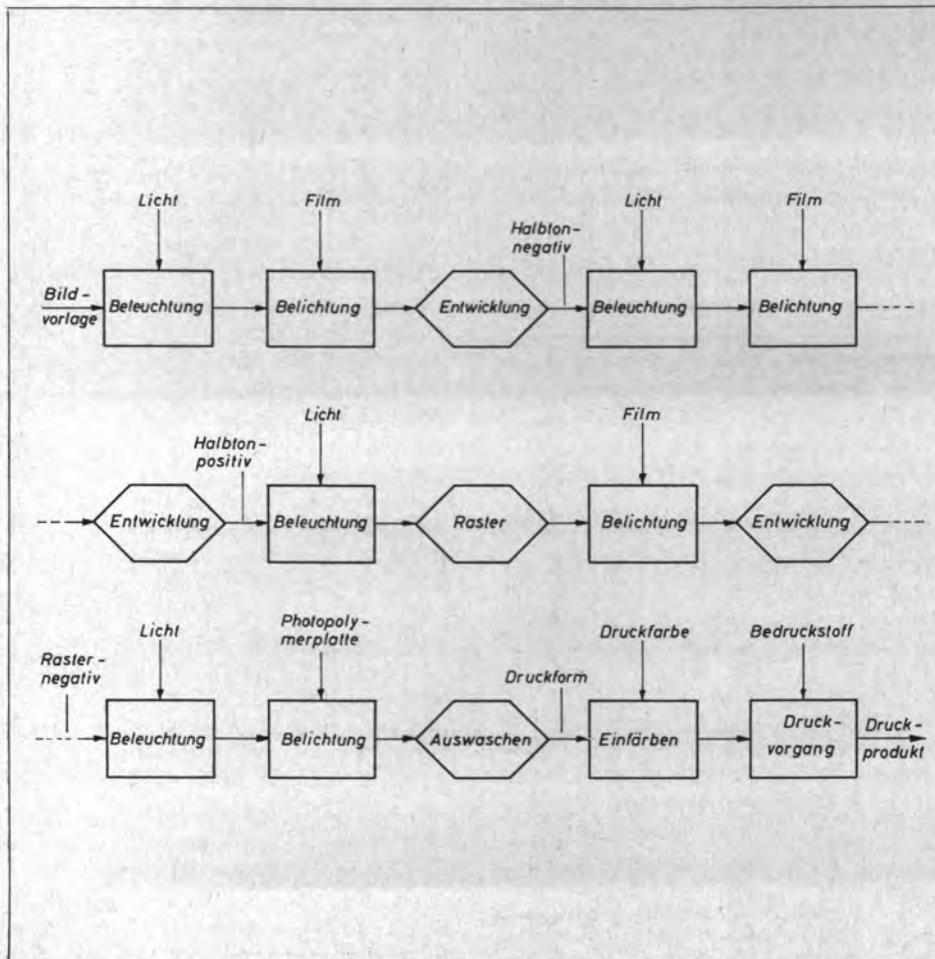 Licht
Film
Halbton-
negativ
Licht
Film
Bild-
vorlage
Beleuchtung
Belichtung
Entwicklung
Beleuchtung
Belichtung
Halbton-
positiv
Licht
Film
Entwicklung
Beleuchtung
Raster
Belichtung
Entwicklung
Raster-
negativ
Licht
Photopoly-
merplatte
Druckform
Druckfarbe
Bedruckstoff
Beleuchtung
Belichtung
Auswaschen
Einfärben
Druck-
vorgang
Druck-
produkt